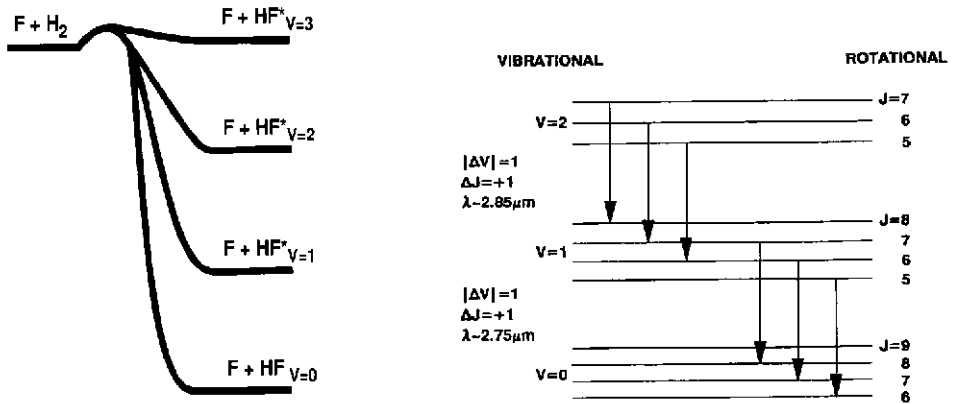 F + H2
F + HF*V=3
F + HF*V=2
F + HF*V=1
F + HF V=0
VIBRATIONAL
ROTATIONAL
V=2
J=7
6
5
|ΔV|=1
ΔJ=+1
λ~2.85μm
V=1
J=8
7
6
5
|ΔV|=1
ΔJ=+1
λ~2.75μm
V=0
J=9
8
7
6